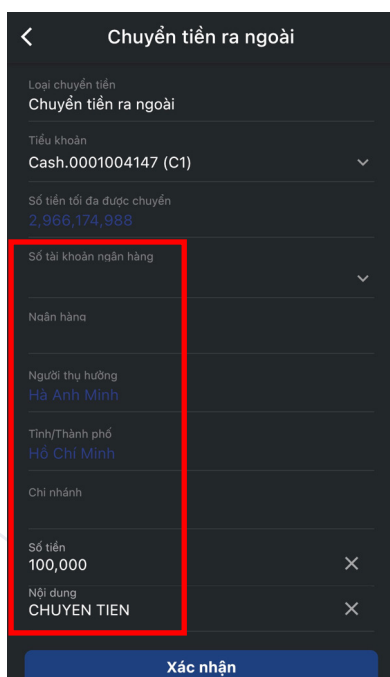 Chuyển tiền ra ngoài
Loại chuyển tiền
Chuyển tiền ra ngoài
Tiểu khoản
Cash.0001004147 (C1)
Số tiền tối đa được chuyển
2,966,174,988
Số tài khoản ngân hàng
Ngân hàng
Người thụ hưởng
Hà Anh Minh
Tỉnh/Thành phố
Hồ Chí Minh
Chi nhánh
Số tiền
100,000
Nội dung
CHUYEN TIEN
Xác nhận